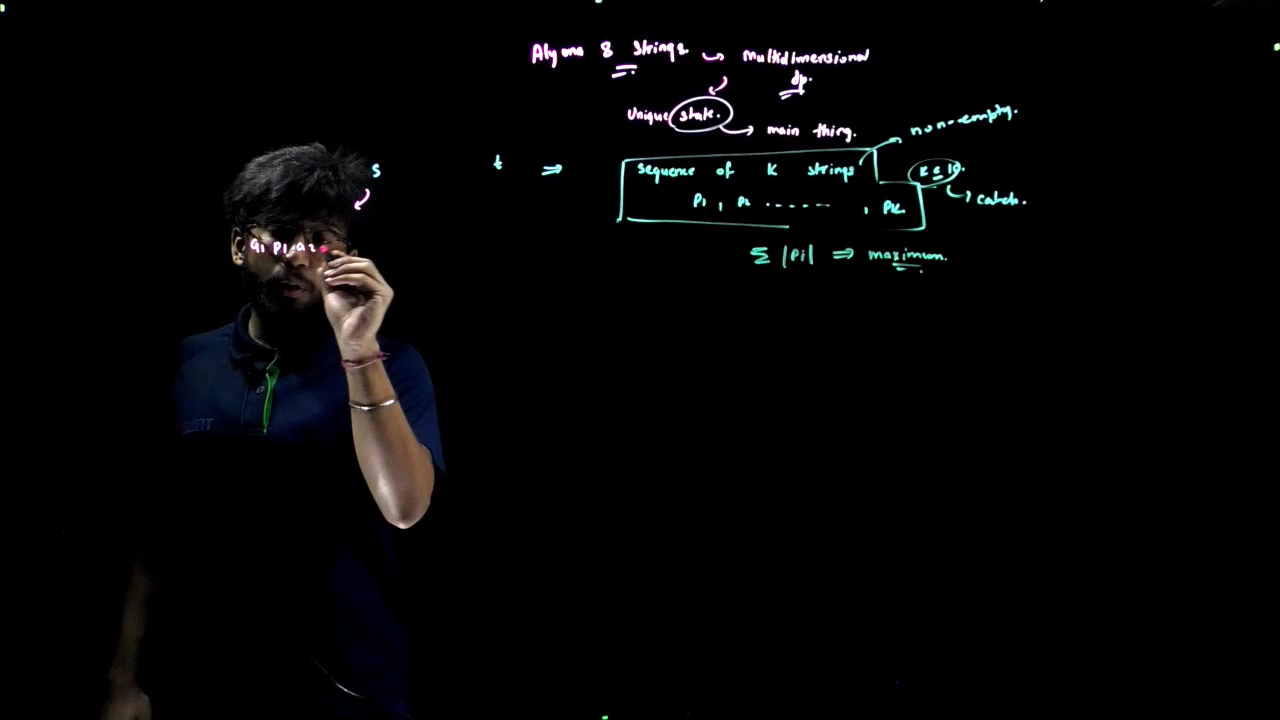 Alyona & Strings → multidimensional
dp.
Unique state. → main thing.
non-empty.
s t ⇒ sequence of K strings K ≤ 10.
p1, p2 ......, pk. → catch.
a1 p1 a2
Σ |pi| ⇒ maximum.